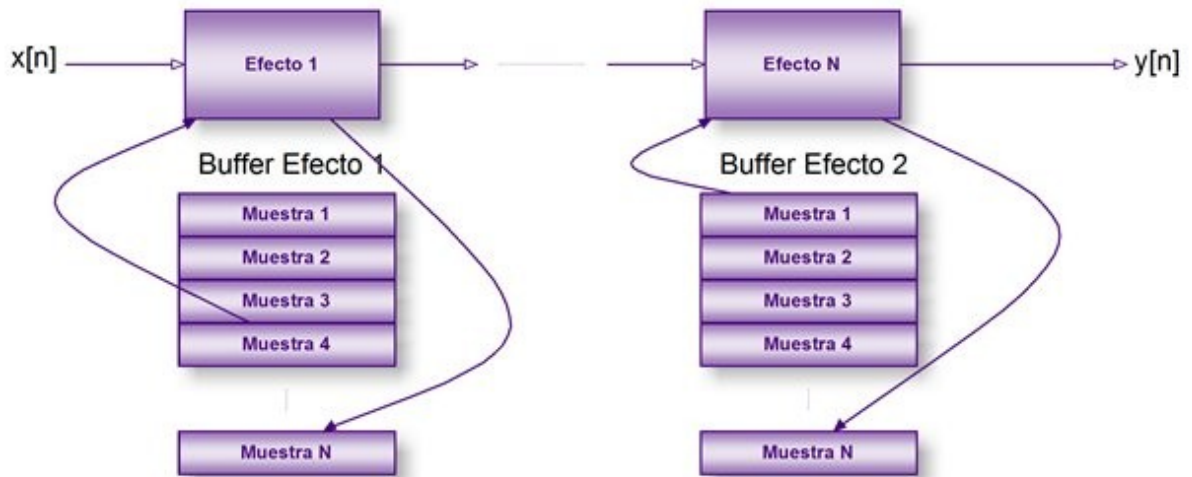 x[n]
Efecto 1
Efecto N
y[n]
Buffer Efecto 1
Muestra 1
Muestra 2
Muestra 3
Muestra 4
Muestra N
Buffer Efecto 2
Muestra 1
Muestra 2
Muestra 3
Muestra 4
Muestra N